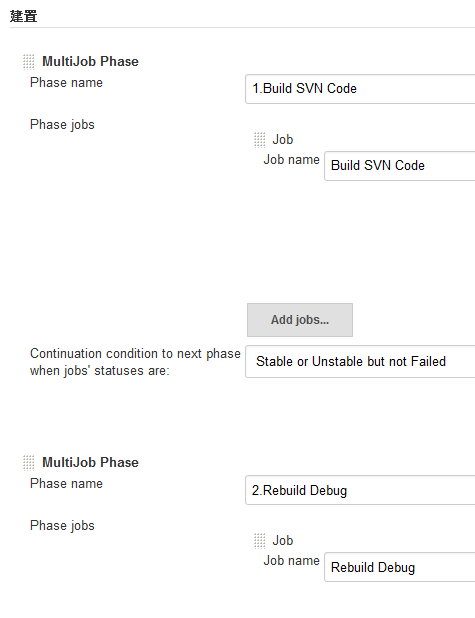 建置
MultiJob Phase
Phase name
1.Build SVN Code
Phase jobs
Job
Job name
Build SVN Code
Add jobs...
Continuation condition to next phase
when jobs' statuses are:
Stable or Unstable but not Failed
MultiJob Phase
Phase name
2.Rebuild Debug
Phase jobs
Job
Job name
Rebuild Debug